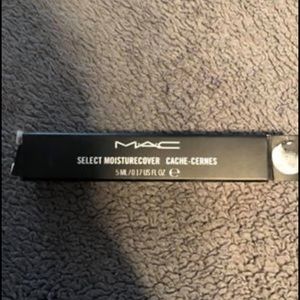 MAC
SELECT MOISTURECOVER CACHE-CERNES
5 ML/0.17 US FL OZ ℮